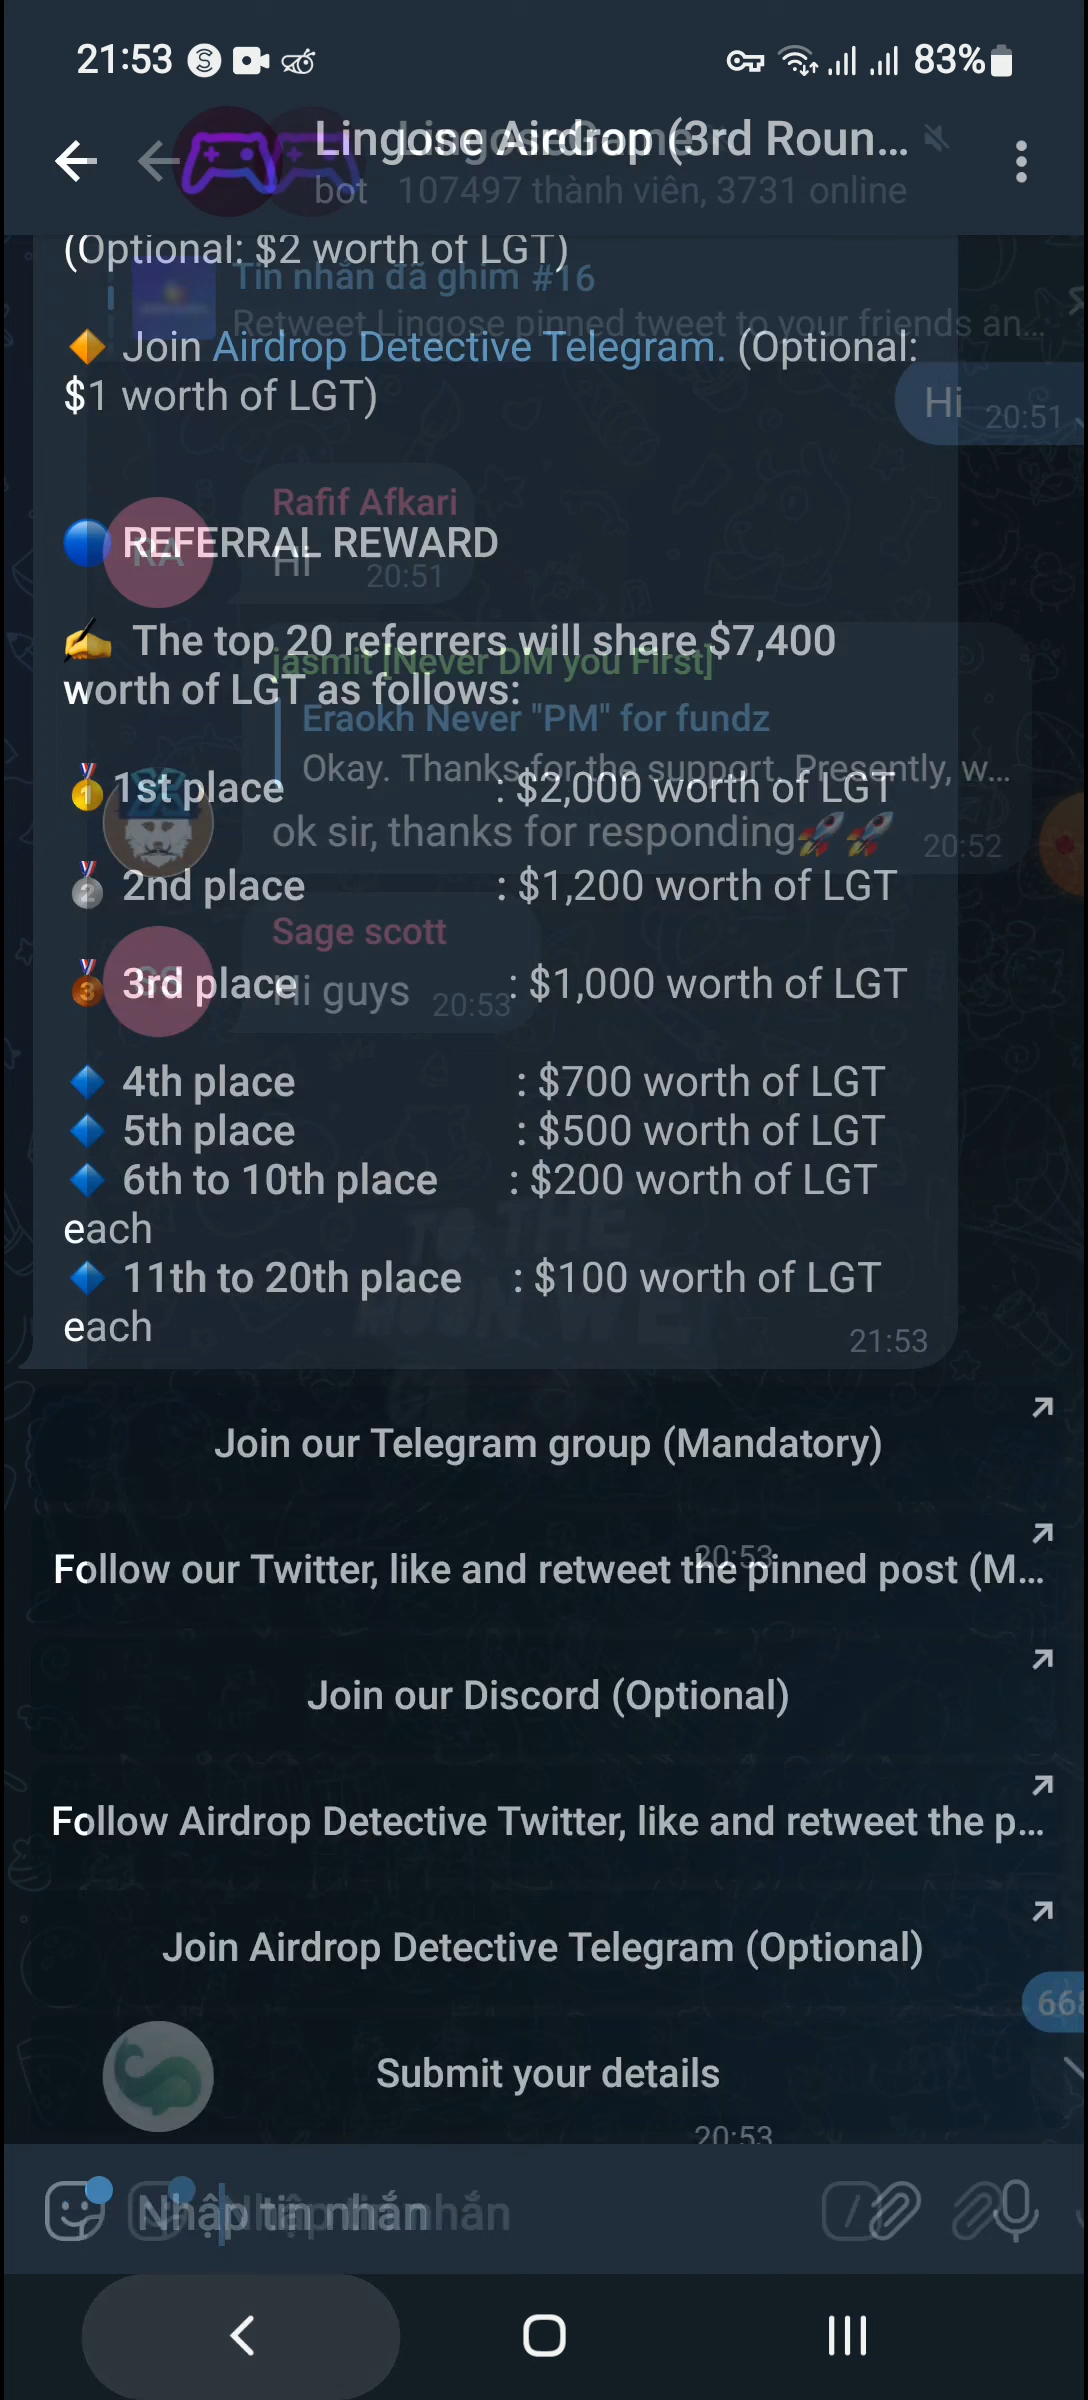 21:53 83%
Lingose Airdrop (3rd Roun...
bot 107497 thành viên, 3731 online
(Optional: $2 worth of LGT)
Tin nhắn đã ghim #16
Retweet Lingose pinned tweet to your friends an...
Join Airdrop Detective Telegram. (Optional:
$1 worth of LGT)
Hi 20:51
Rafif Afkari
REFERRAL REWARD
Hi 20:51
The top 20 referrers will share $7,400
jasmit [Never DM you First]
worth of LGT as follows:
Eraokh Never "PM" for fundz
Okay. Thanks for the support. Presently, w...
1st place : $2,000 worth of LGT
ok sir, thanks for responding🚀🚀 20:52
2nd place : $1,200 worth of LGT
Sage scott
3rd place : $1,000 worth of LGT
Hi guys 20:53
4th place : $700 worth of LGT
5th place : $500 worth of LGT
6th to 10th place : $200 worth of LGT
each
TO THE
11th to 20th place : $100 worth of LGT
MOON WE
each
21:53
Join our Telegram group (Mandatory)
20:53
Follow our Twitter, like and retweet the pinned post (M...
Join our Discord (Optional)
Follow Airdrop Detective Twitter, like and retweet the p...
Join Airdrop Detective Telegram (Optional)
Submit your details
20:53
Nhập tin nhắn